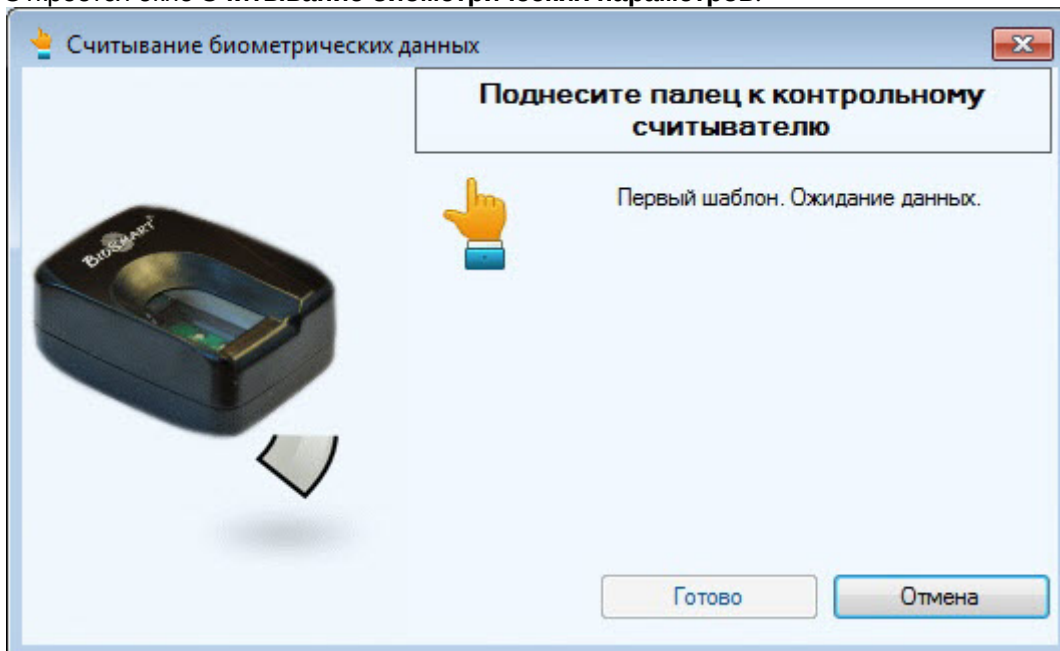 Считывание биометрических данных
Поднесите палец к контрольному
считывателю
Первый шаблон. Ожидание данных.
BIOSMART
Готово
Отмена